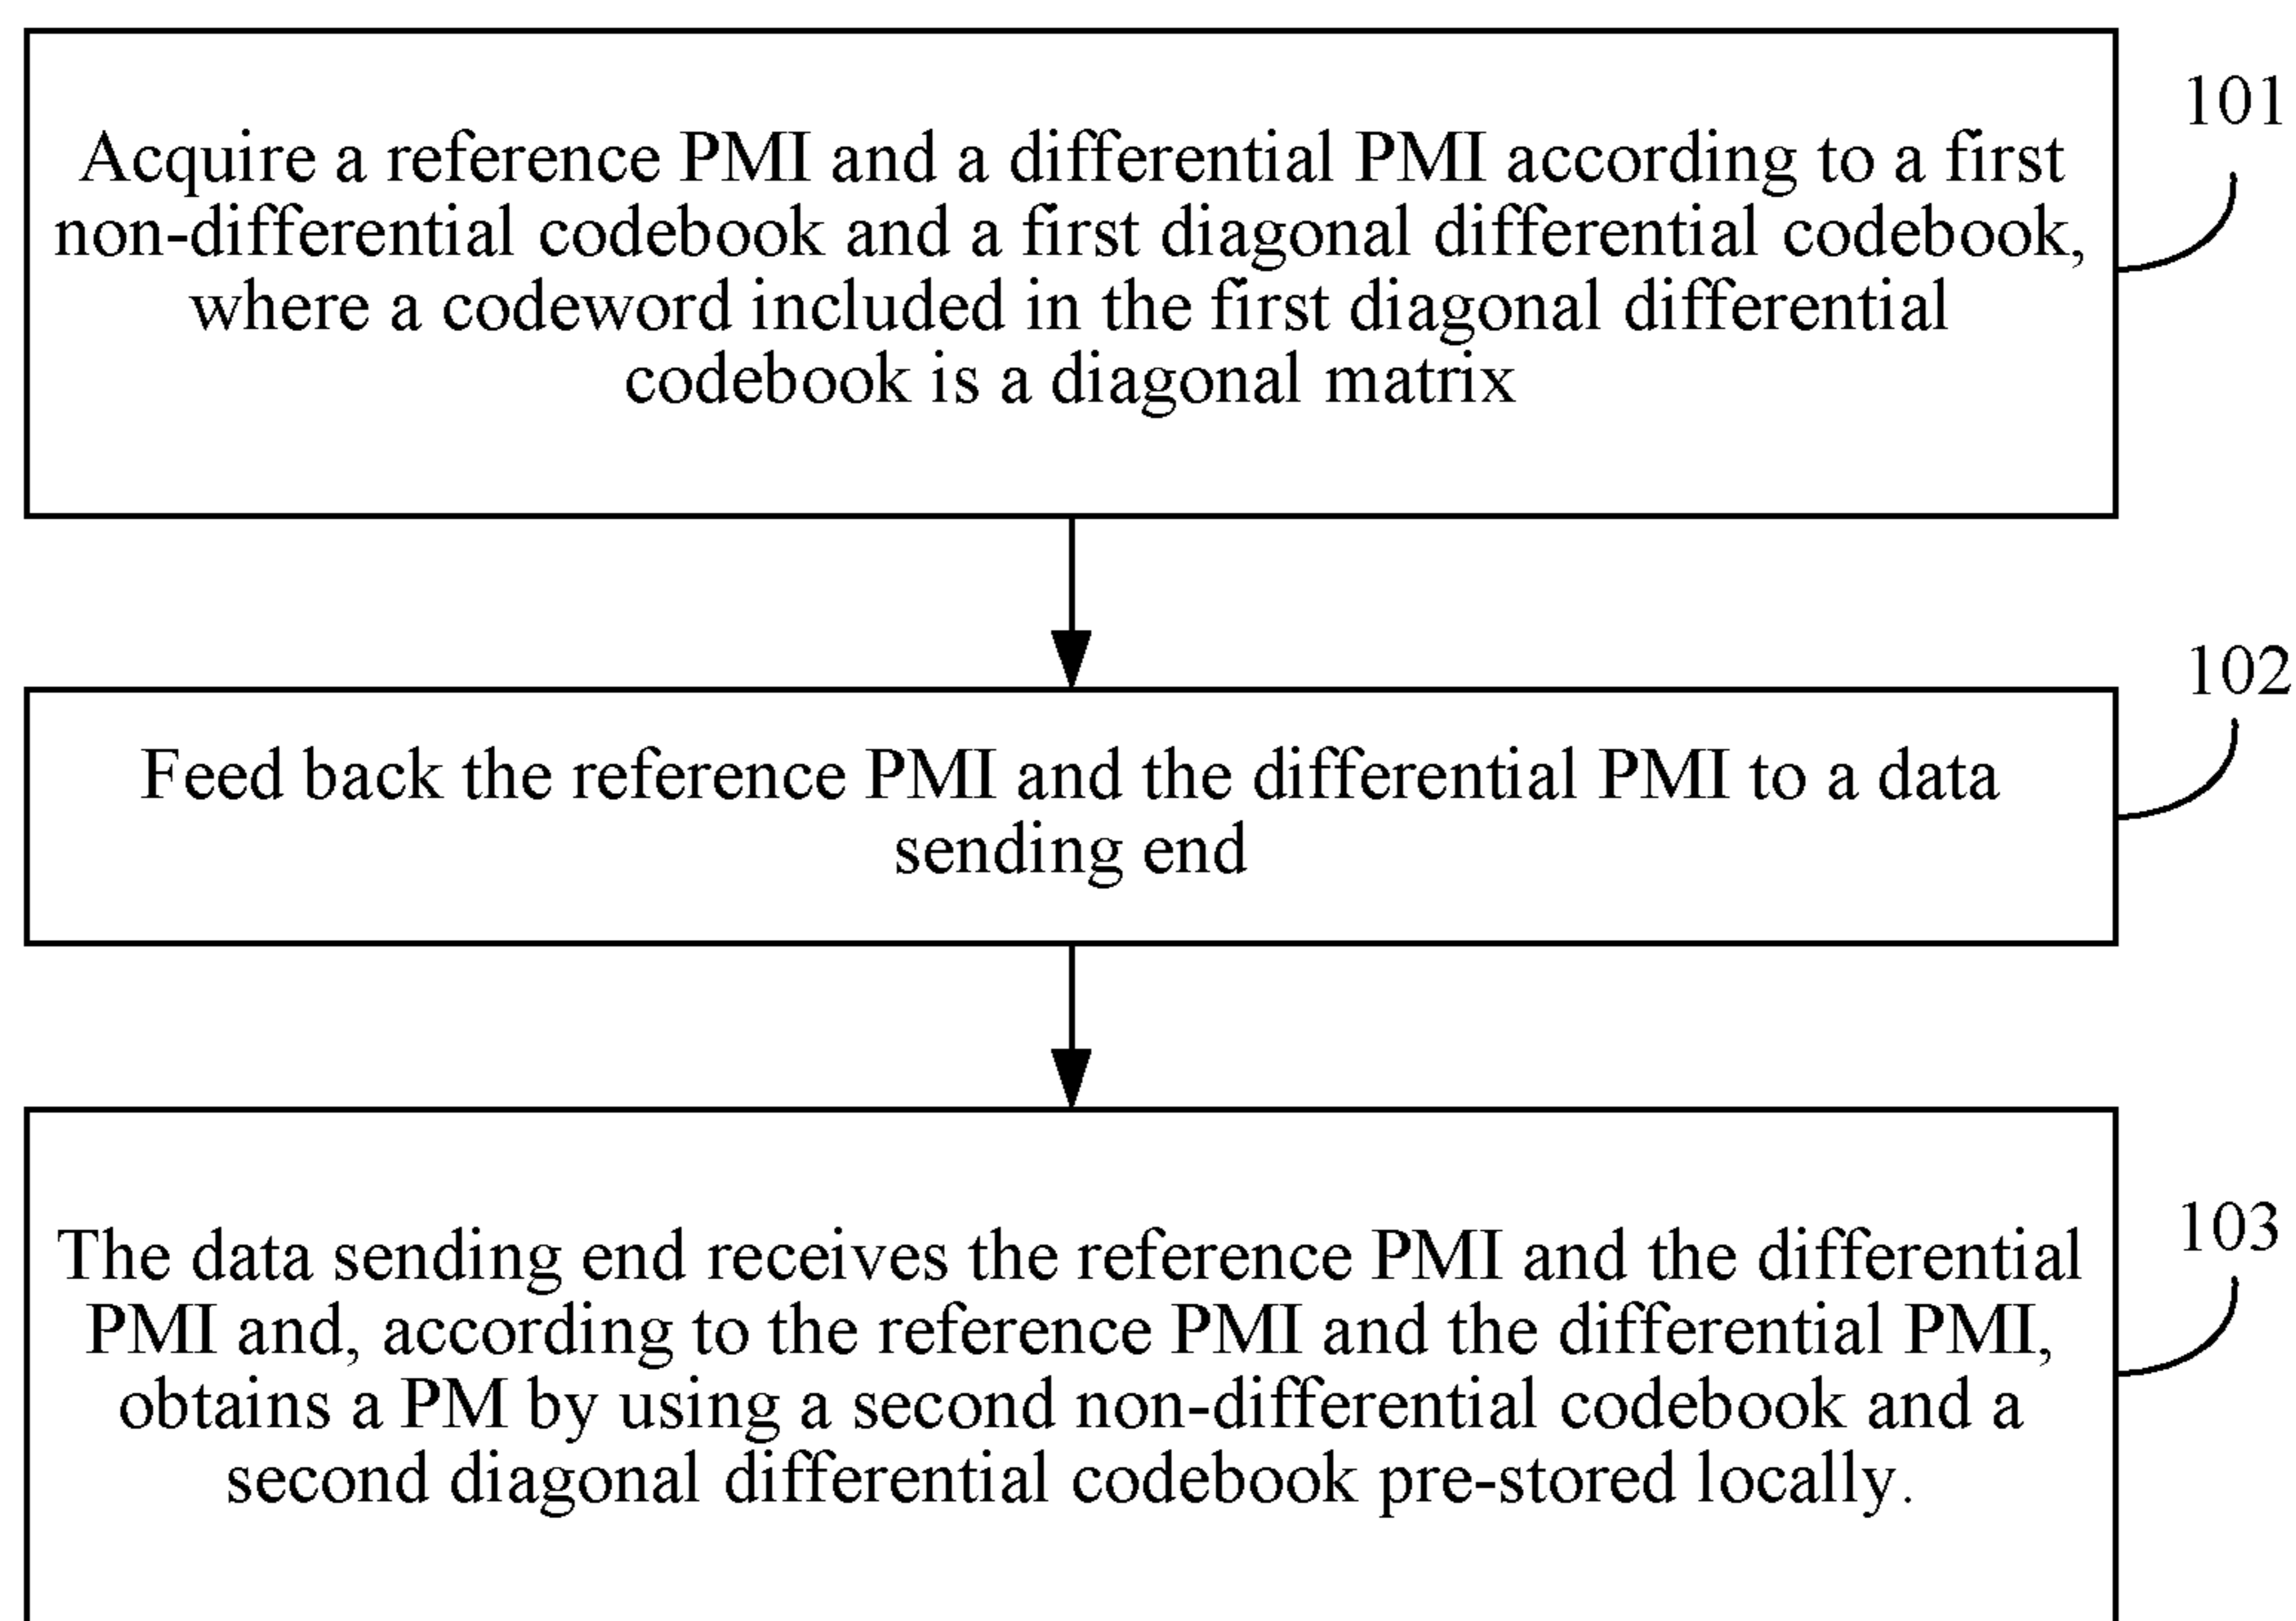 Acquire a reference PMI and a differential PMI according to a first
non-differential codebook and a first diagonal differential codebook,
where a codeword included in the first diagonal differential
codebook is a diagonal matrix
101
Feed back the reference PMI and the differential PMI to a data
sending end
102
The data sending end receives the reference PMI and the differential
PMI and, according to the reference PMI and the differential PMI,
obtains a PM by using a second non-differential codebook and a
second diagonal differential codebook pre-stored locally.
103